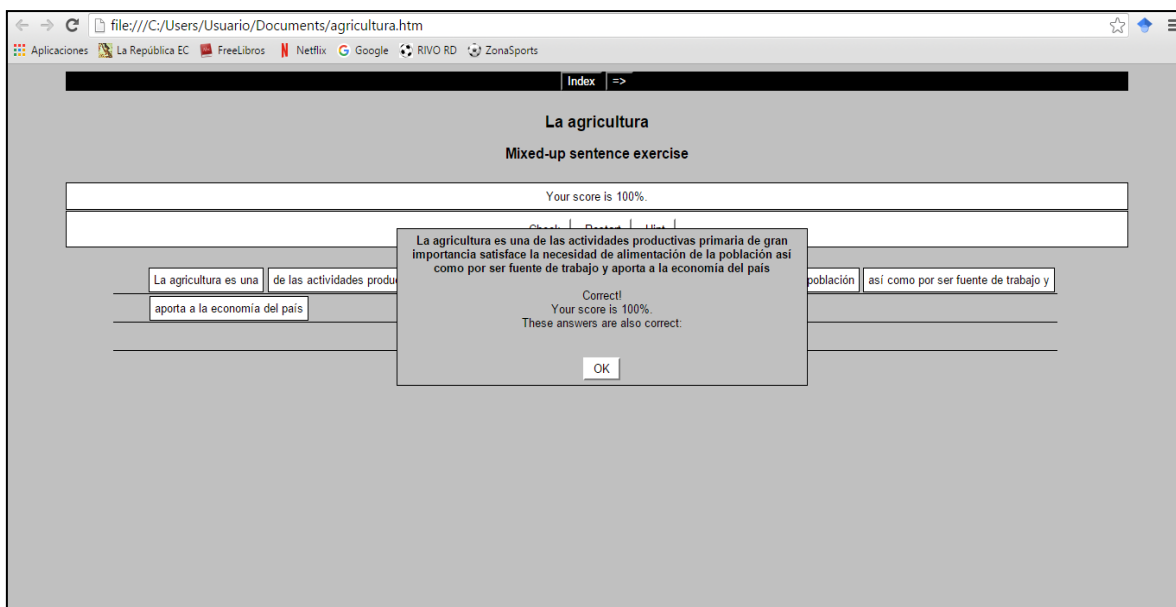 file:///C:/Users/Usuario/Documents/agricultura.htm
Aplicaciones La República EC FreeLibros Netflix Google RIVO RD ZonaSports
Index =>
La agricultura
Mixed-up sentence exercise
Your score is 100%.
Check Restart Hint
La agricultura es una de las actividades productivas primaria de gran
importancia satisface la necesidad de alimentación de la población así
como por ser fuente de trabajo y aporta a la economía del país
Correct!
Your score is 100%.
These answers are also correct:
OK
La agricultura es una de las actividades produ población así como por ser fuente de trabajo y
aporta a la economía del país